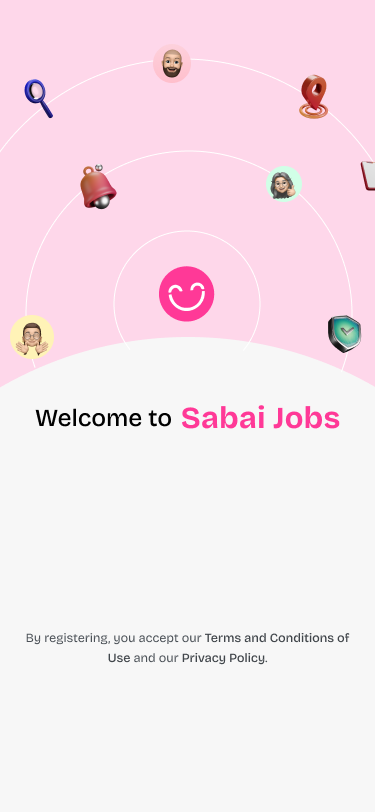 Welcome to Sabai Jobs
By registering, you accept our Terms and Conditions of
Use and our Privacy Policy.